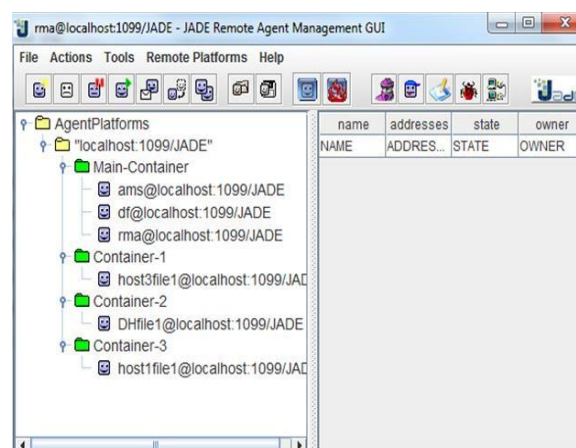 rma@localhost:1099/JADE - JADE Remote Agent Management GUI
File Actions Tools Remote Platforms Help
AgentPlatforms
"localhost:1099/JADE"
Main-Container
ams@localhost:1099/JADE
df@localhost:1099/JADE
rma@localhost:1099/JADE
Container-1
host3file1@localhost:1099/JAD
Container-2
DHfile1@localhost:1099/JADE
Container-3
host1file1@localhost:1099/JAD
name addresses state owner
NAME ADDRES... STATE OWNER